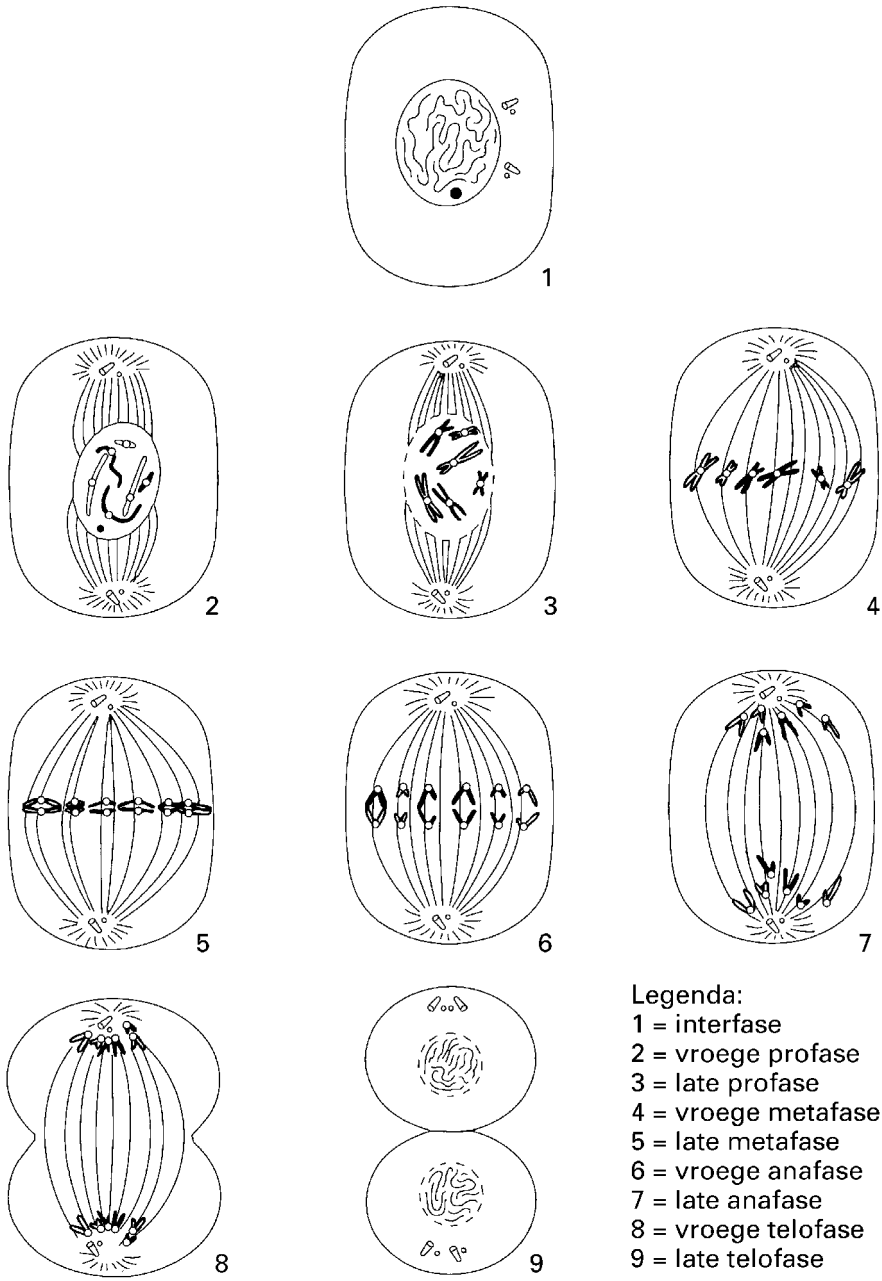 1
2
3
4
5
6
7
8
9
Legenda:
1 = interfase
2 = vroege profase
3 = late profase
4 = vroege metafase
5 = late metafase
6 = vroege anafase
7 = late anafase
8 = vroege telofase
9 = late telofase